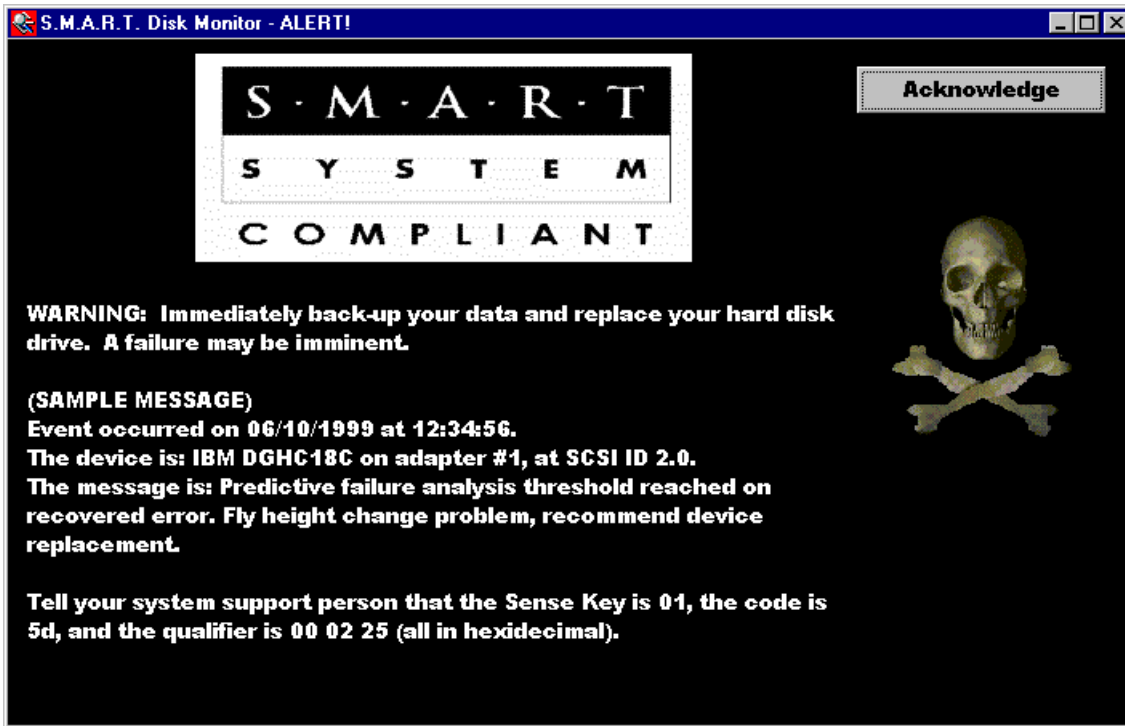 S.M.A.R.T. Disk Monitor - ALERT!
S·M·A·R·T
SYSTEM
COMPLIANT
Acknowledge
WARNING:  Immediately back-up your data and replace your hard disk
drive.  A failure may be imminent.
(SAMPLE MESSAGE)
Event occurred on 06/10/1999 at 12:34:56.
The device is: IBM DGHC18C on adapter #1, at SCSI ID 2.0.
The message is: Predictive failure analysis threshold reached on
recovered error. Fly height change problem, recommend device
replacement.
Tell your system support person that the Sense Key is 01, the code is
5d, and the qualifier is 00 02 25 (all in hexidecimal).